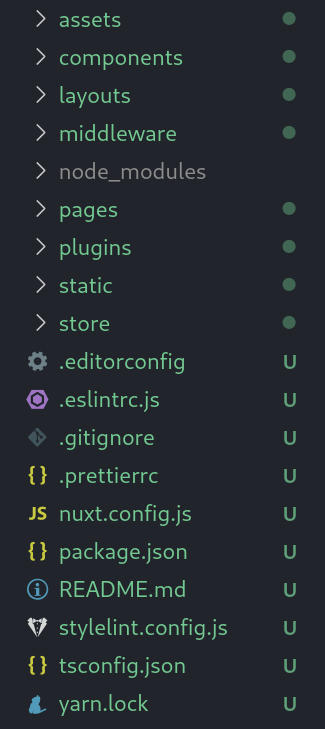 assets
components
layouts
middleware
node_modules
pages
plugins
static
store
.editorconfig U
.eslintrc.js U
.gitignore U
{} .prettierrc U
JS nuxt.config.js U
{} package.json U
README.md U
stylelint.config.js U
{} tsconfig.json U
yarn.lock U